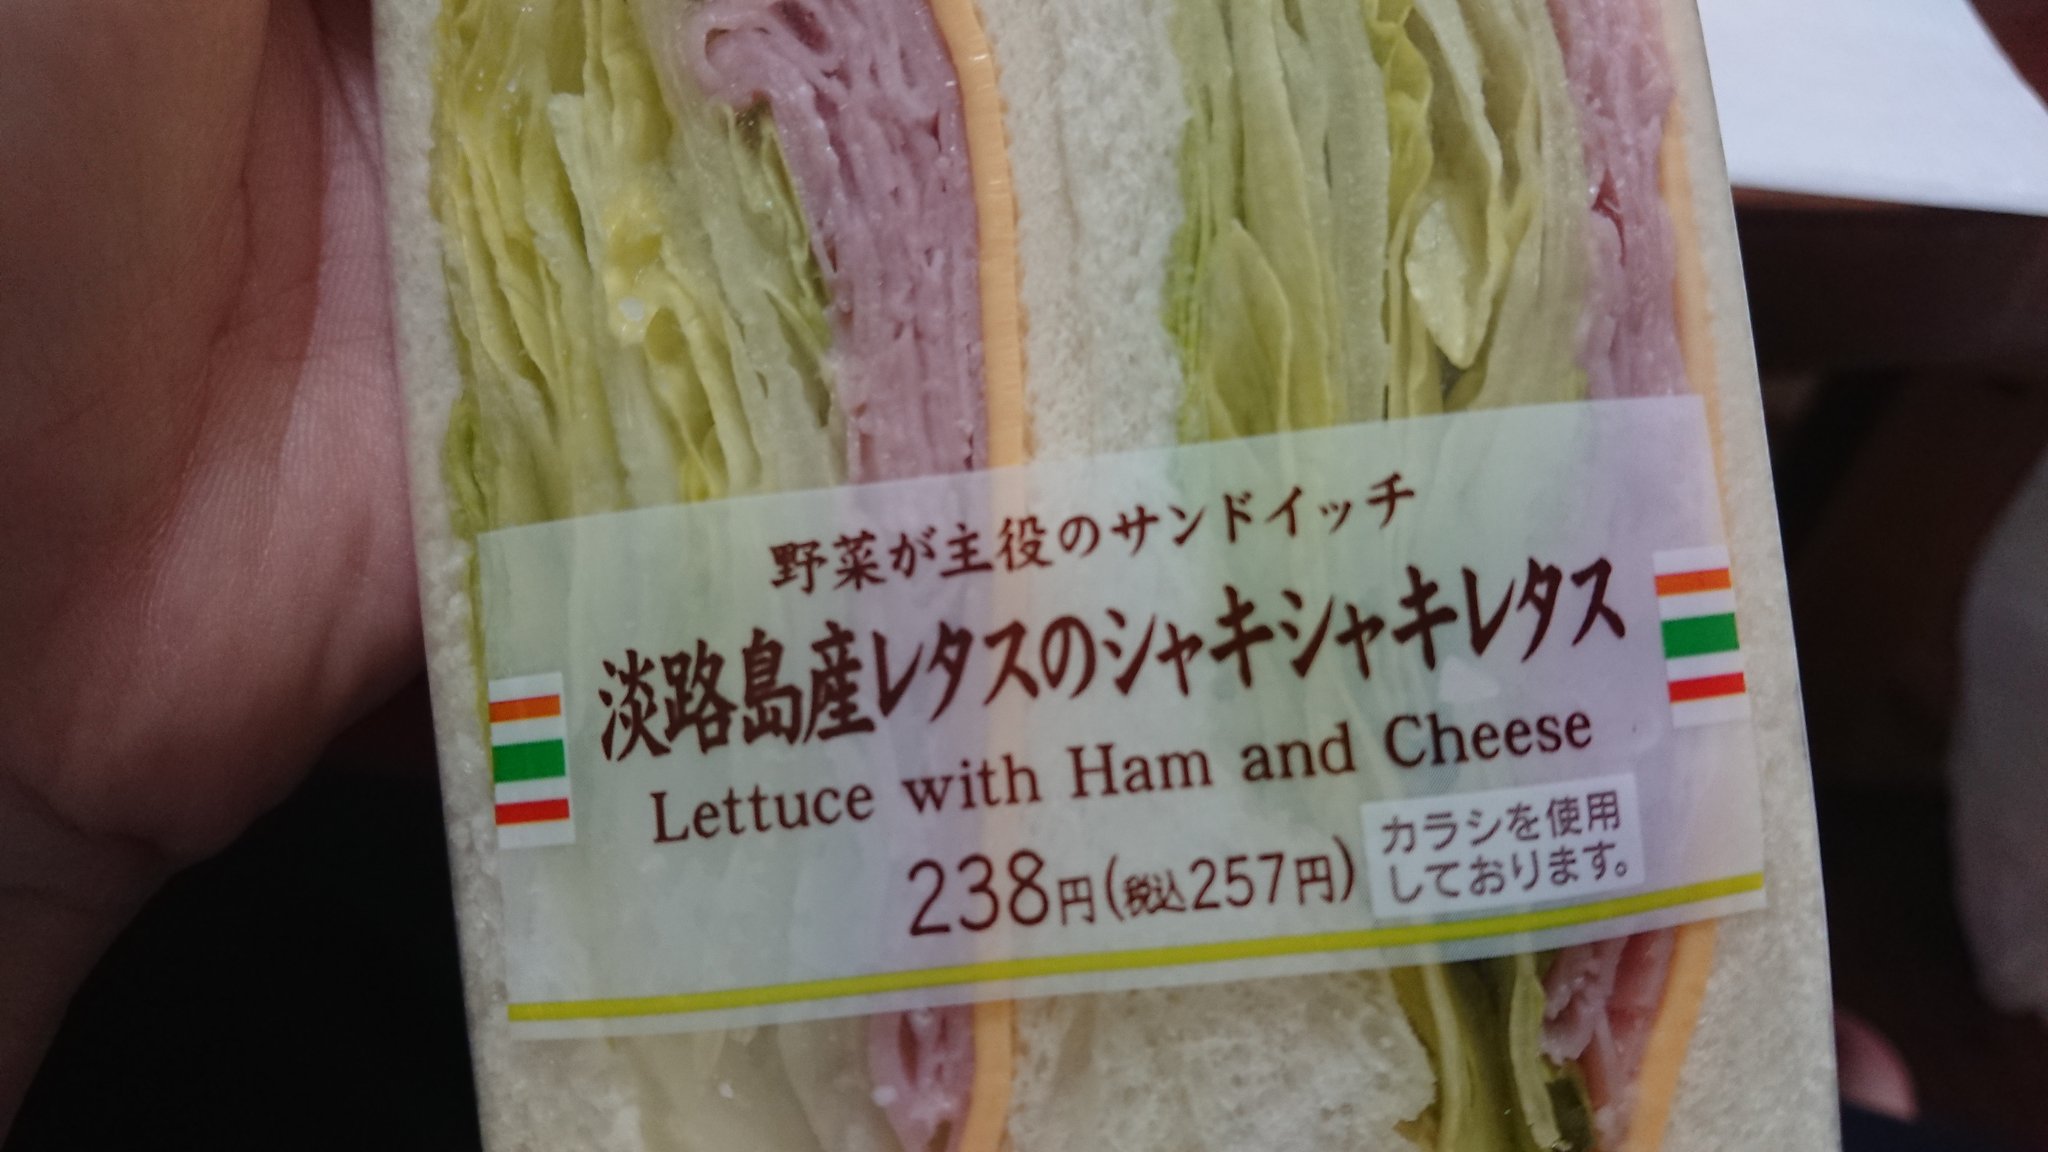 野菜が主役のサンドイッチ
淡路島産レタスのシャキシャキレタス
Lettuce with Ham and Cheese
238円(税込257円)
カラシを使用
しております。